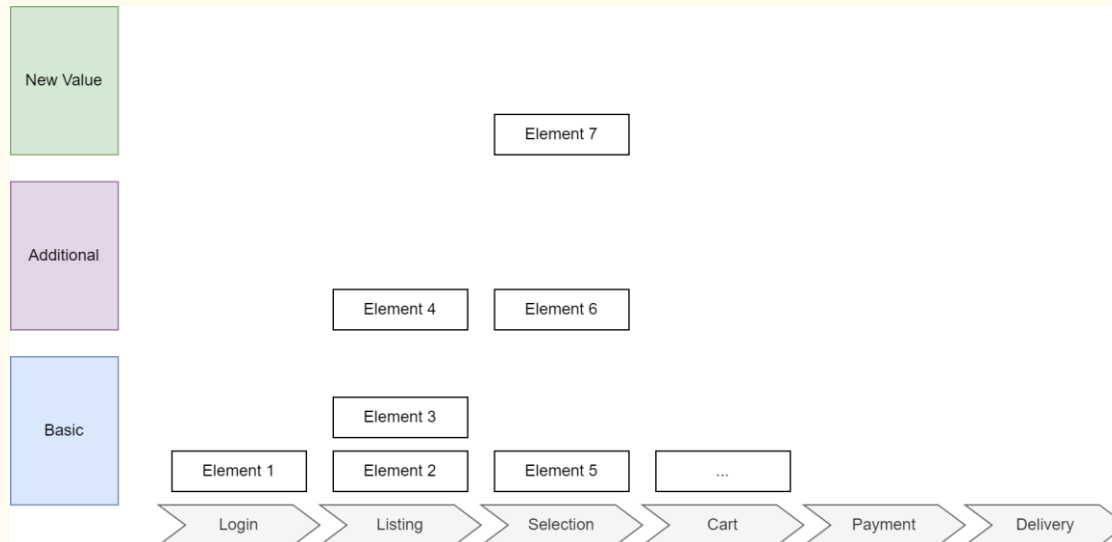 New Value
Element 7
Additional
Element 4
Element 6
Basic
Element 3
Element 1
Element 2
Element 5
...
Login
Listing
Selection
Cart
Payment
Delivery